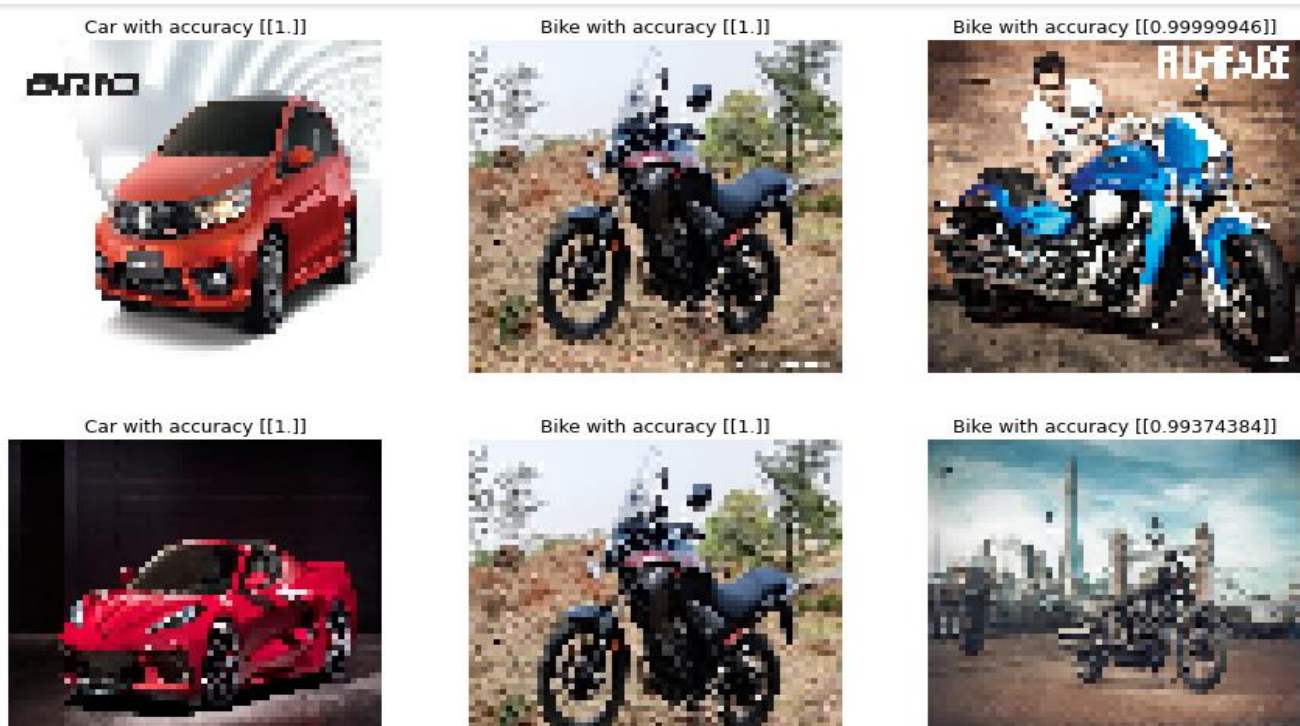 Car with accuracy [[1.]]
Bike with accuracy [[1.]]
Bike with accuracy [[0.99999946]]
FILMFARE
Car with accuracy [[1.]]
Bike with accuracy [[1.]]
Bike with accuracy [[0.99374384]]